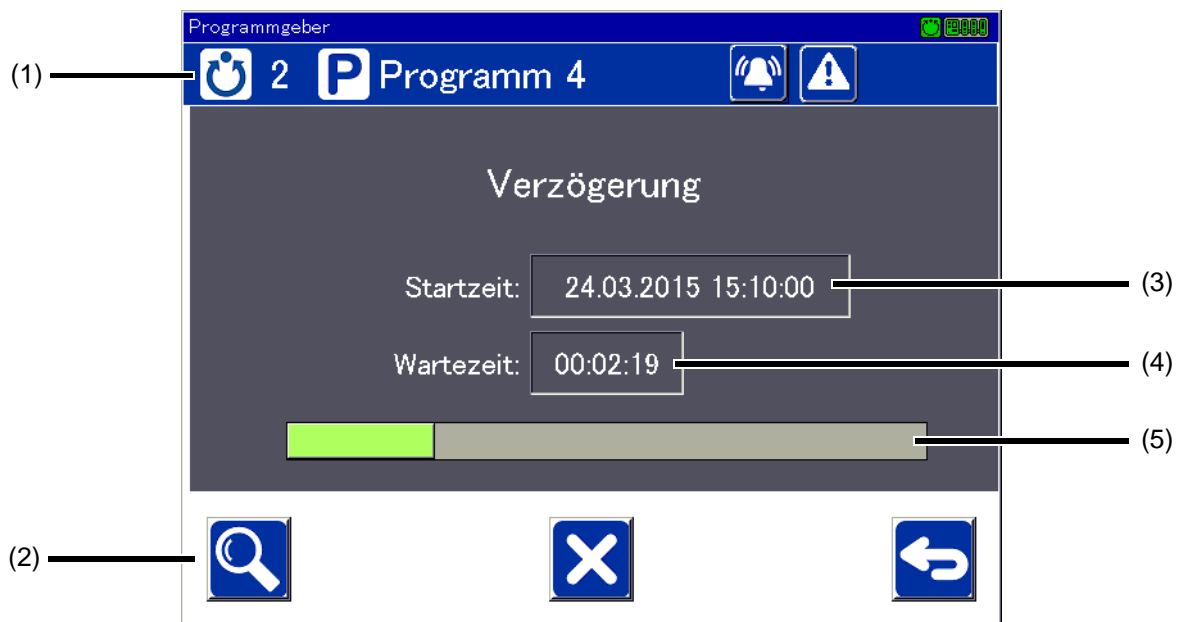 Programmgeber
(1) 2 P Programm 4
Verzögerung
Startzeit: 24.03.2015 15:10:00 (3)
Wartezeit: 00:02:19 (4)
(5)
(2)